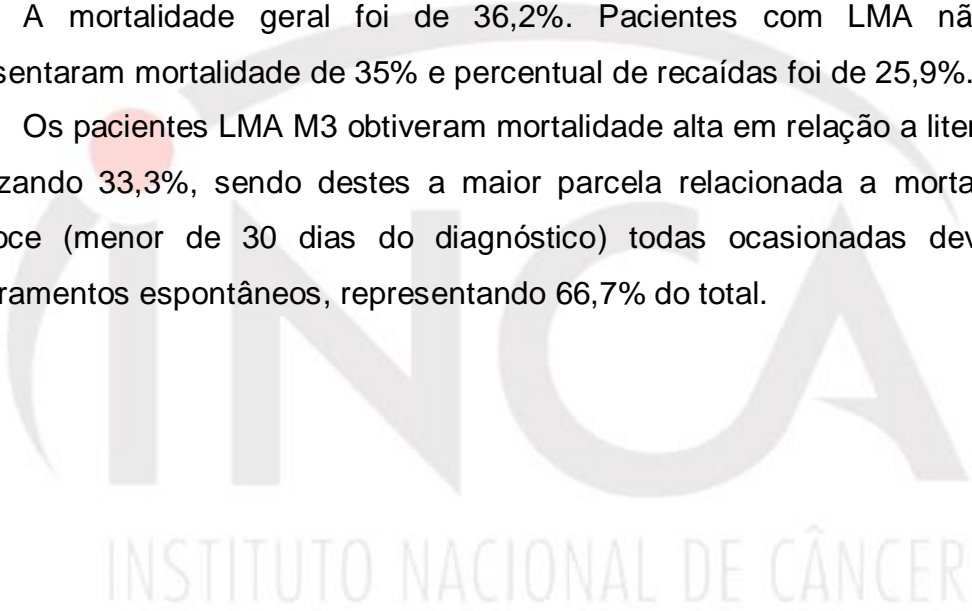 A mortalidade geral foi de 36,2%. Pacientes com LMA nã
sentaram mortalidade de 35% e percentual de recaídas foi de 25,9%.
Os pacientes LMA M3 obtiveram mortalidade alta em relação a liter
zando 33,3%, sendo destes a maior parcela relacionada a morta
oce (menor de 30 dias do diagnóstico) todas ocasionadas dev
ramentos espontâneos, representando 66,7% do total.
INCA
INSTITUTO NACIONAL DE CÂNCER